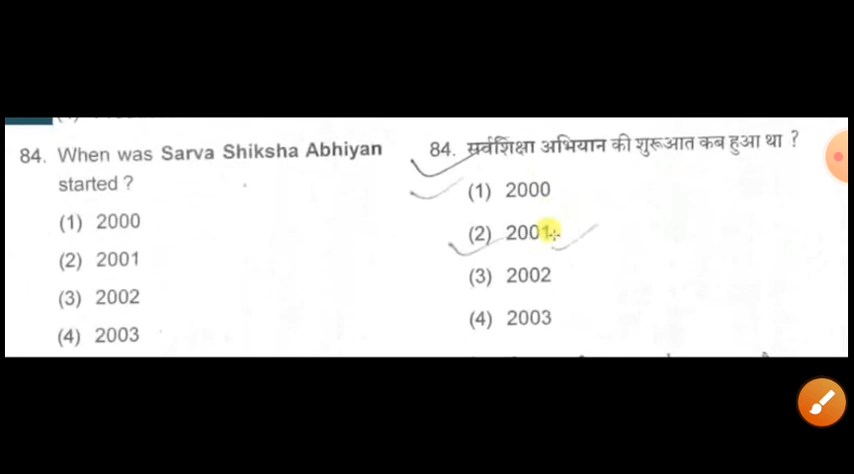 84. When was Sarva Shiksha Abhiyan
started ?
(1) 2000
(2) 2001
(3) 2002
(4) 2003
84. सर्वशिक्षा अभियान की शुरूआत कब हुआ था ?
(1) 2000
(2) 2001
(3) 2002
(4) 2003